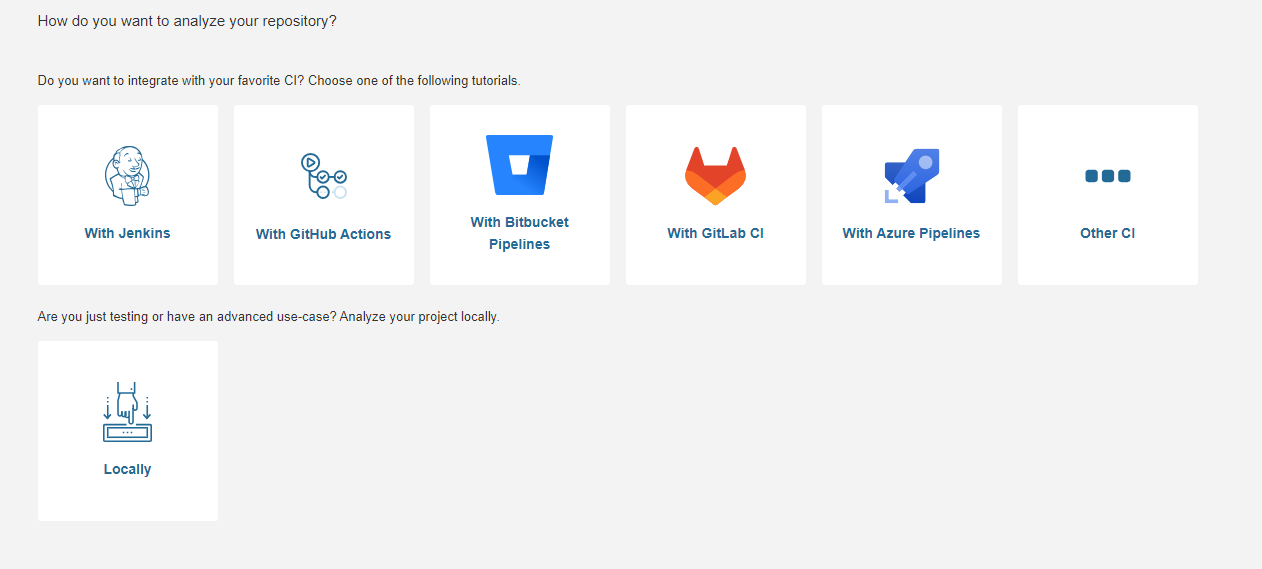 How do you want to analyze your repository?
Do you want to integrate with your favorite CI? Choose one of the following tutorials.
With Jenkins
With GitHub Actions
With Bitbucket
Pipelines
With GitLab CI
With Azure Pipelines
Other CI
Are you just testing or have an advanced use-case? Analyze your project locally.
Locally